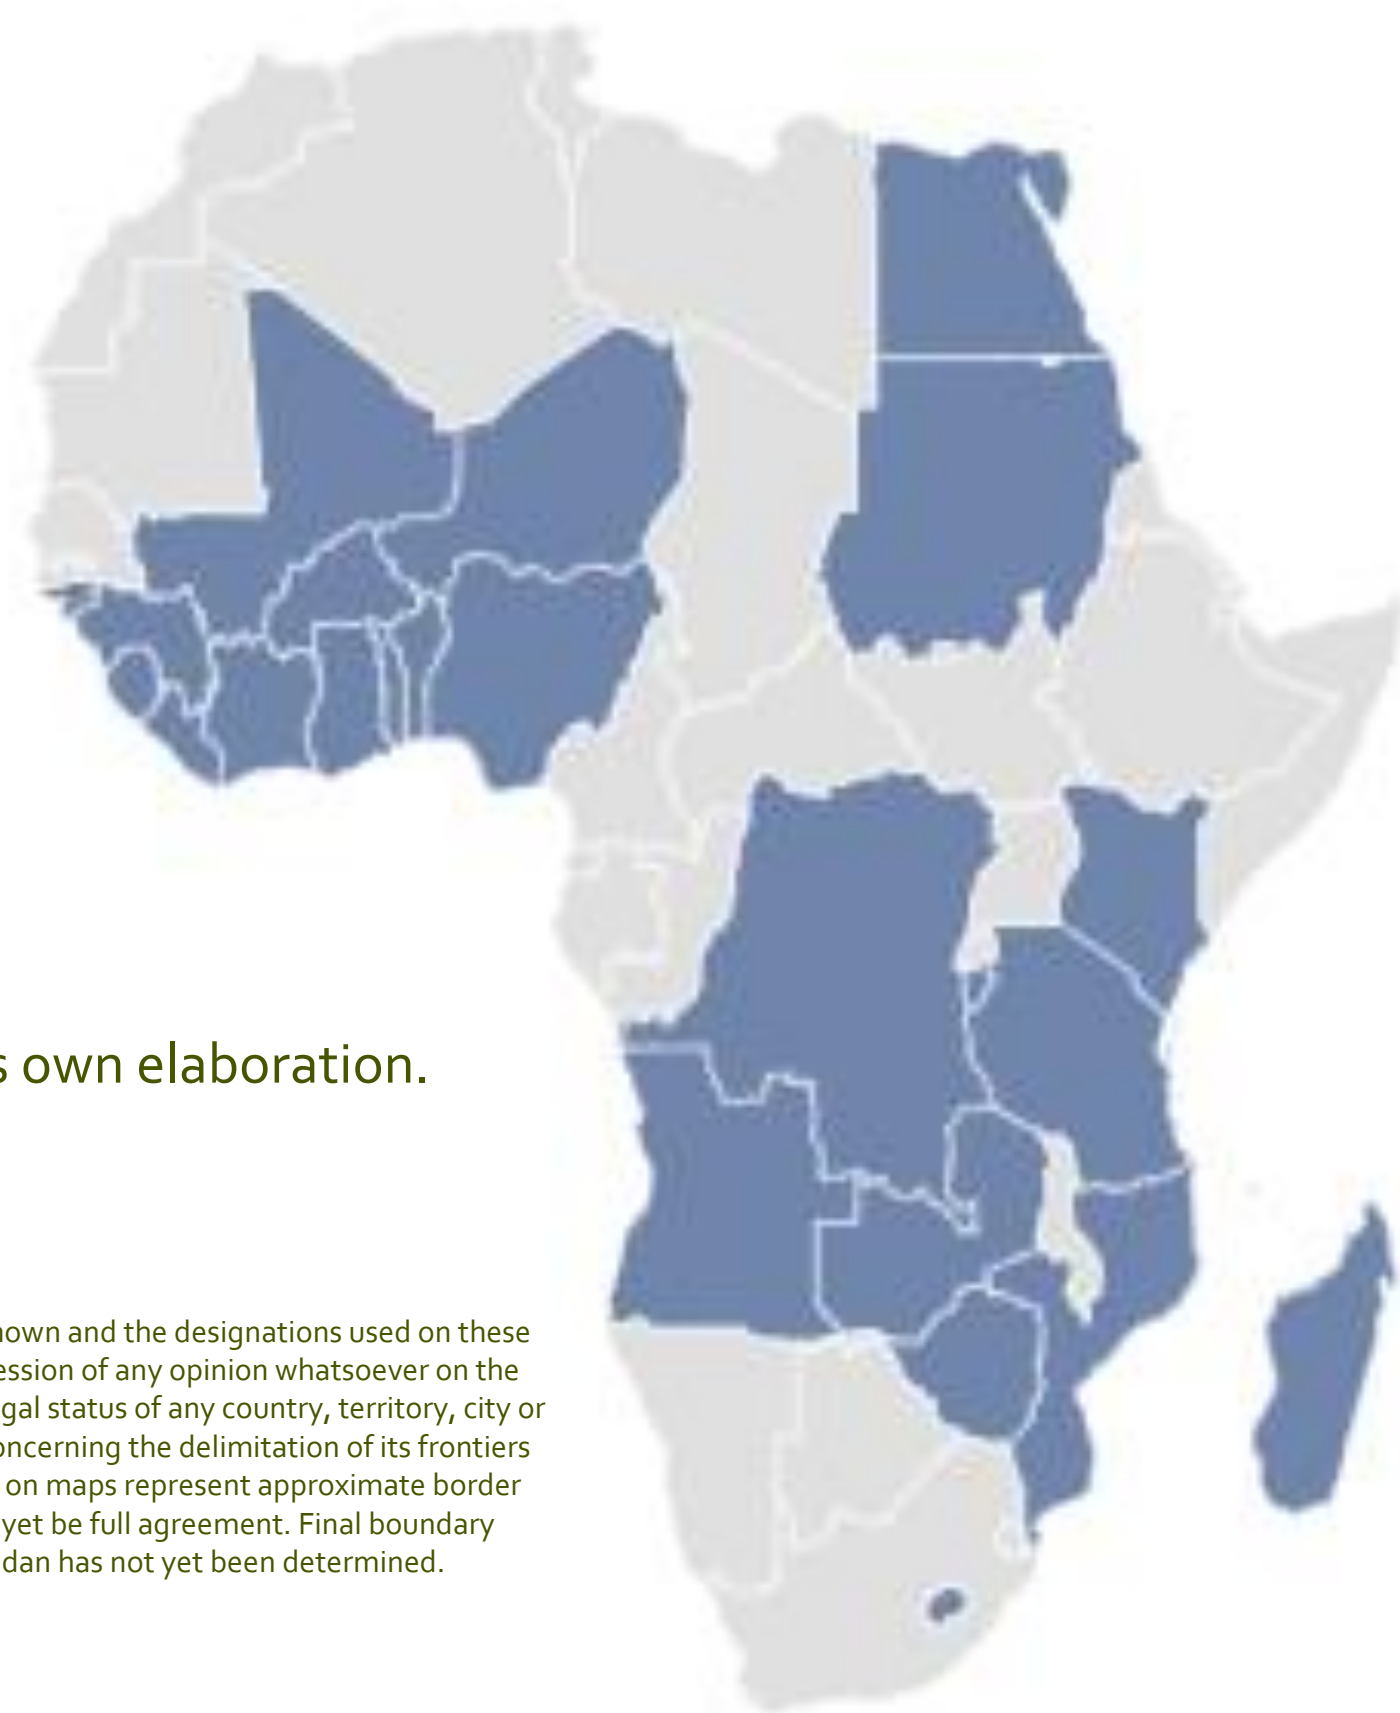 s own elaboration.
nown and the designations used on these
ession of any opinion whatsoever on the
gal status of any country, territory, city or
oncerning the delimitation of its frontiers
on maps represent approximate border
yet be full agreement. Final boundary
dan has not yet been determined.